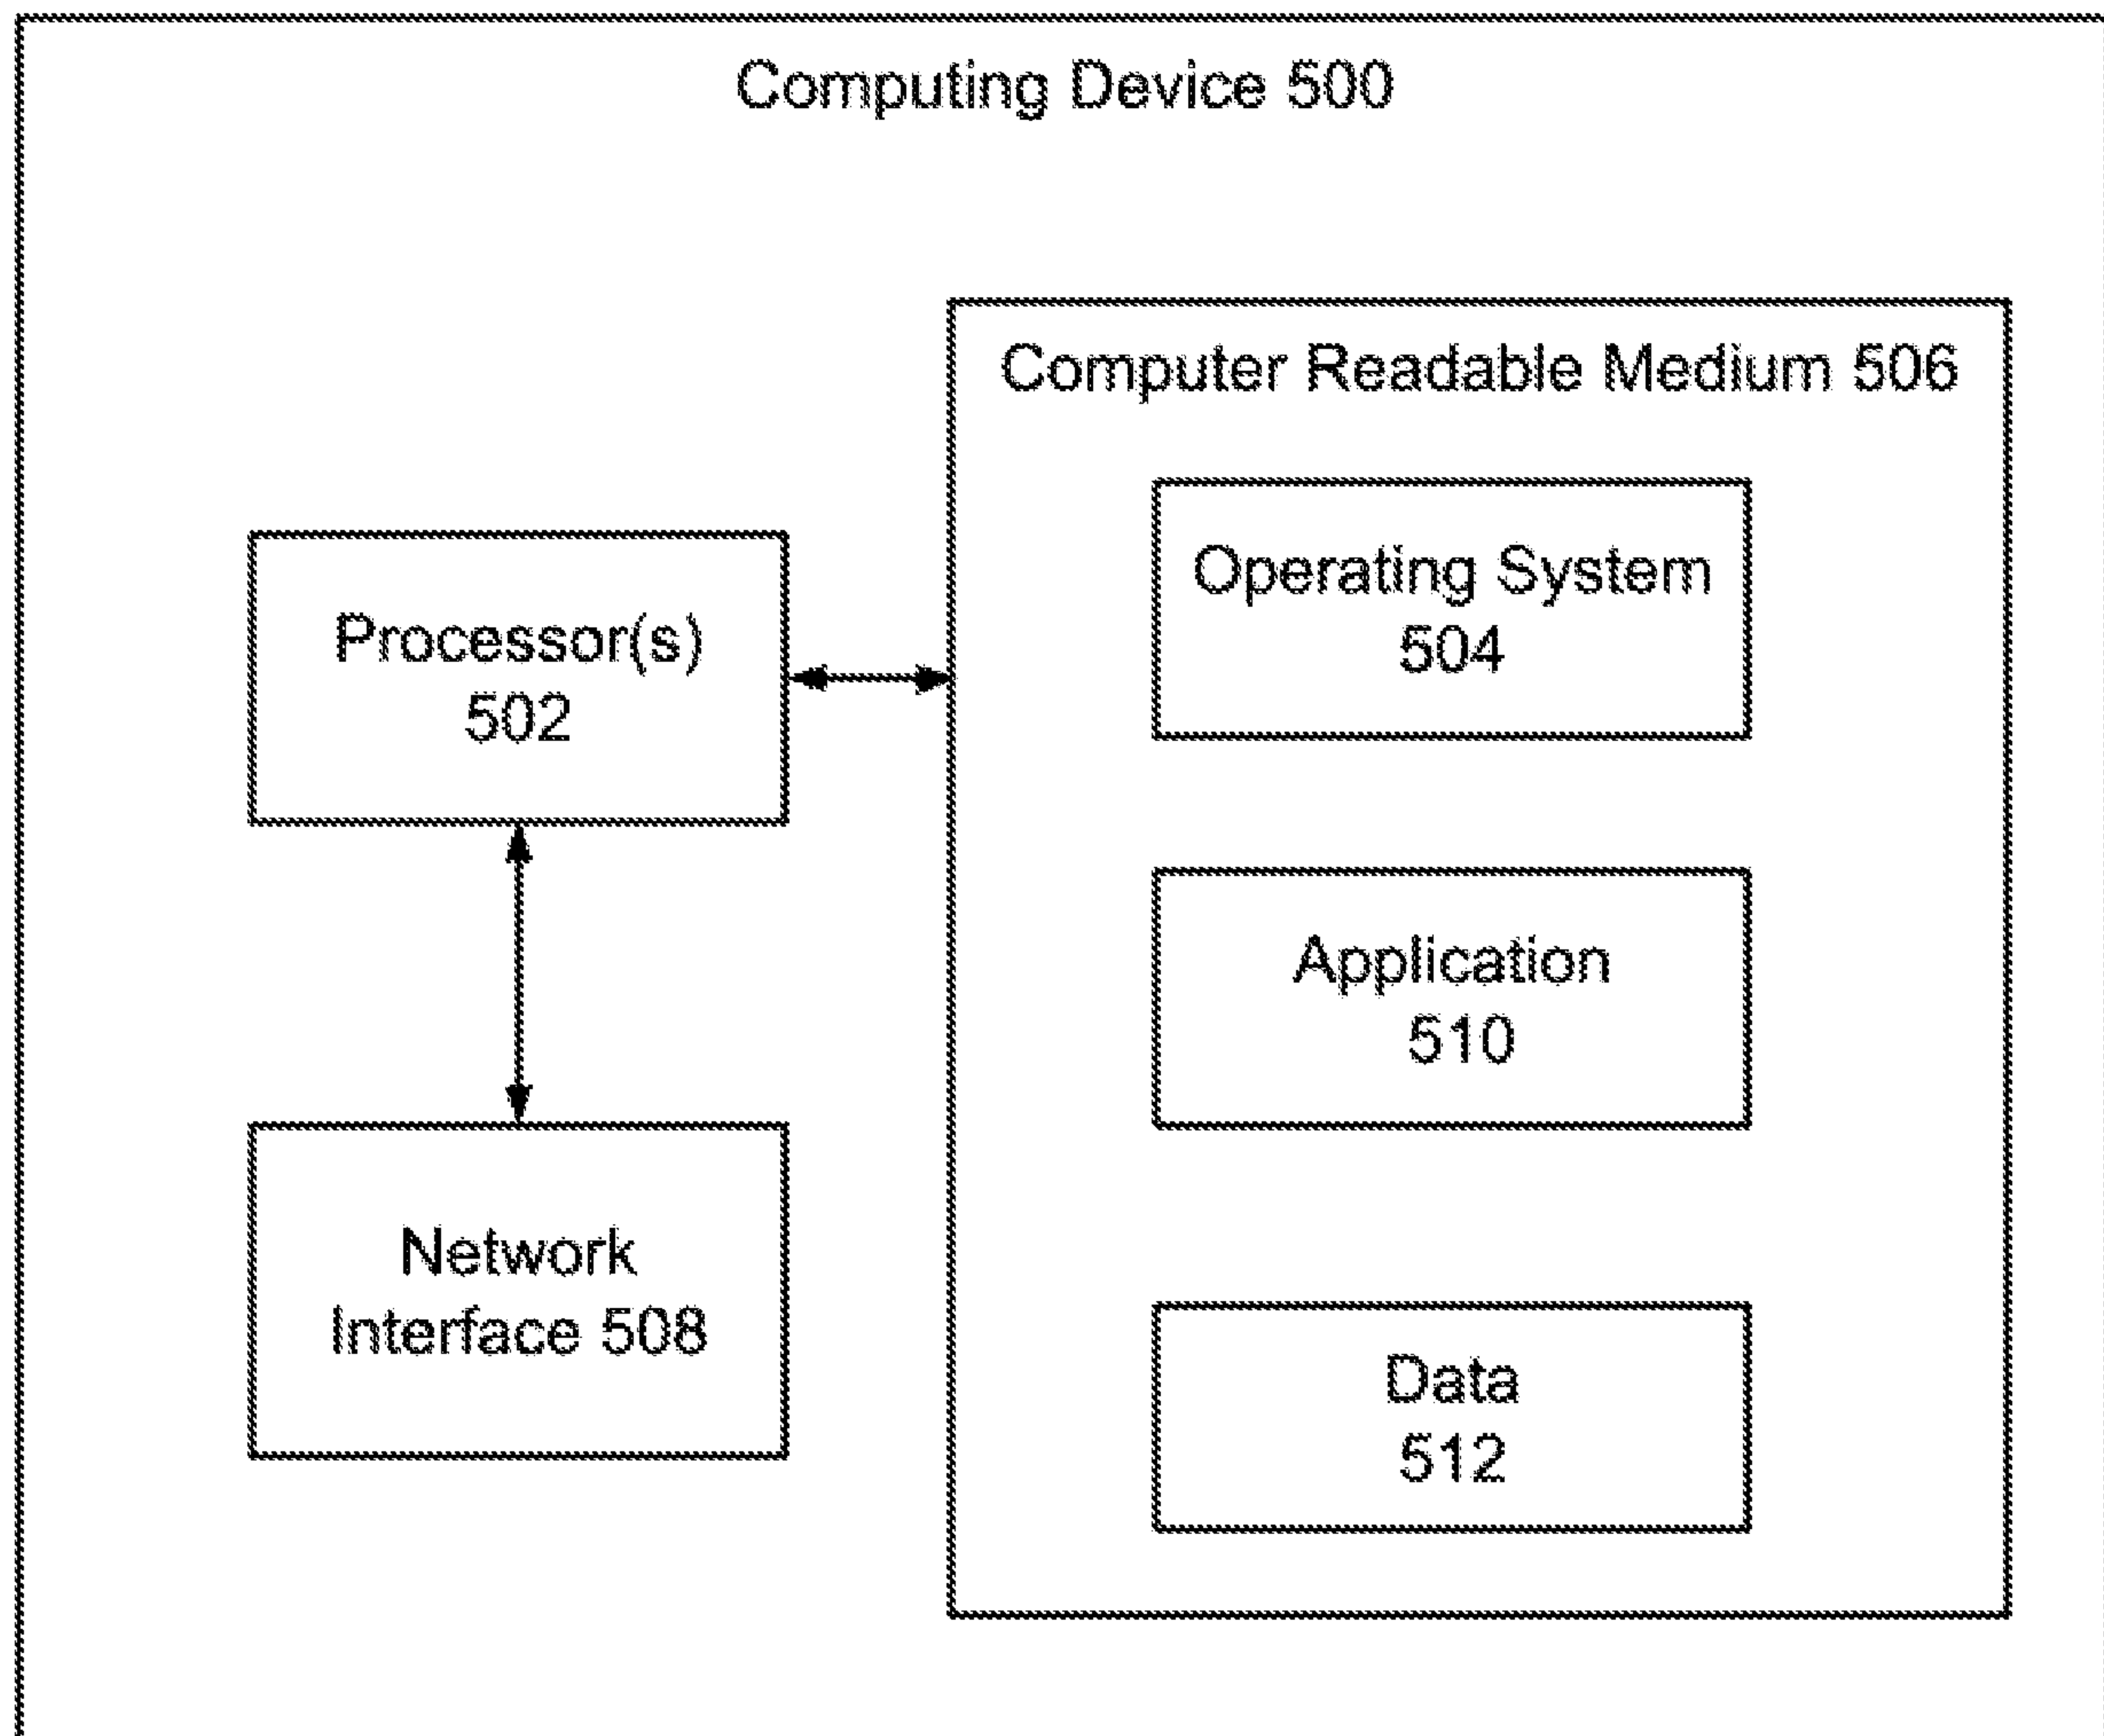 Computing Device 500
Computer Readable Medium 506
Operating System
504
Processor(s)
502
Application
510
Network
Interface 508
Data
512